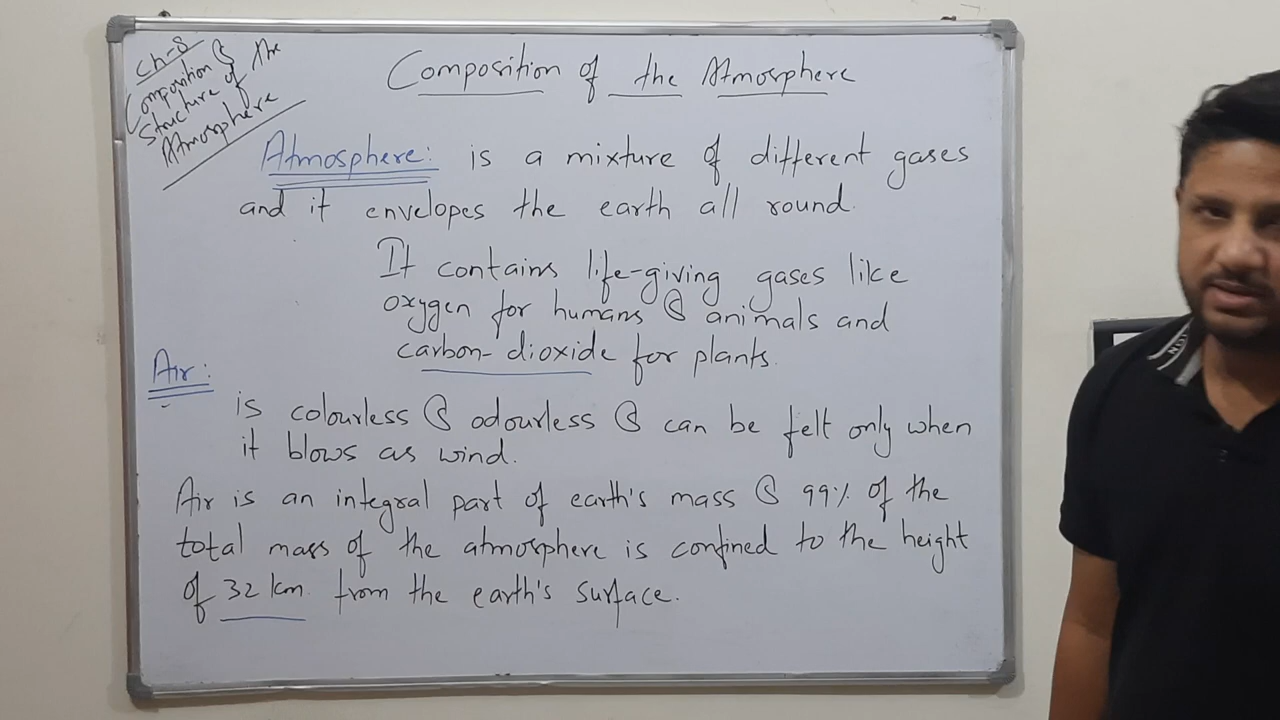 Ch-8
Composition &
Structure of the
Atmosphere
Composition of the Atmosphere
Atmosphere: is a mixture of different gases
and it envelopes the earth all round.
It contains life-giving gases like
oxygen for humans & animals and
carbon-dioxide for plants.
Air:
is colourless & odourless & can be felt only when
it blows as wind.
Air is an integral part of earth's mass & 99% of the
total mass of the atmosphere is confined to the height
of 32 km from the earth's surface.